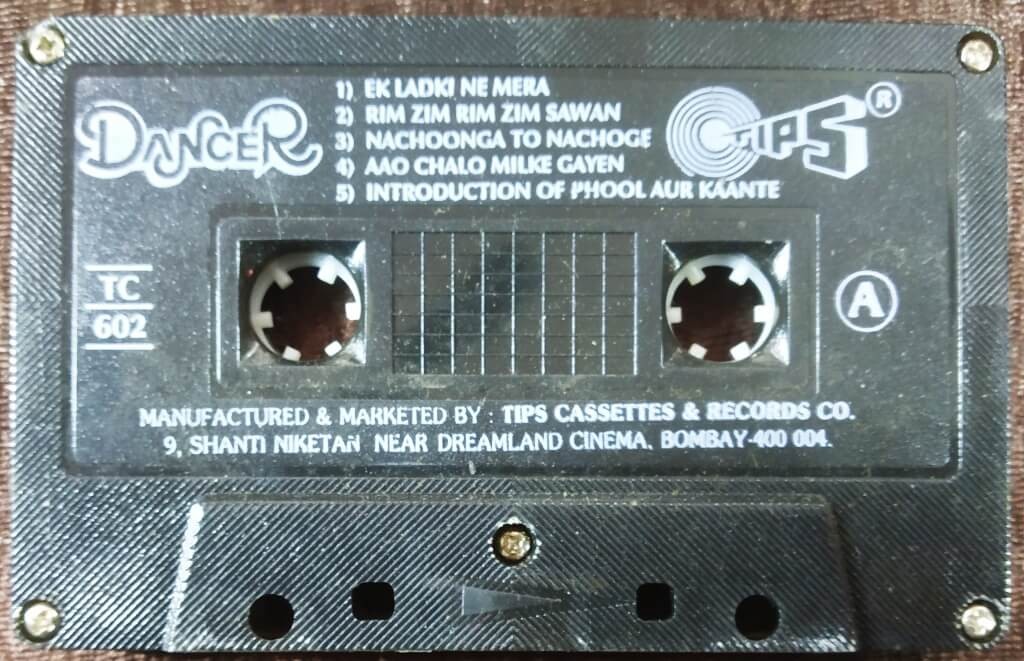 DANCER
1) EK LADKI NE MERA
2) RIM ZIM RIM ZIM SAWAN
3) NACHOONGA TO NACHOGE
4) AAO CHALO MILKE GAYEN
5) INTRODUCTION OF PHOOL AUR KAANTE
TIPS ®
TC
602
A
MANUFACTURED & MARKETED BY : TIPS CASSETTES & RECORDS CO.
9, SHANTI NIKETAN NEAR DREAMLAND CINEMA. BOMBAY-400 004.